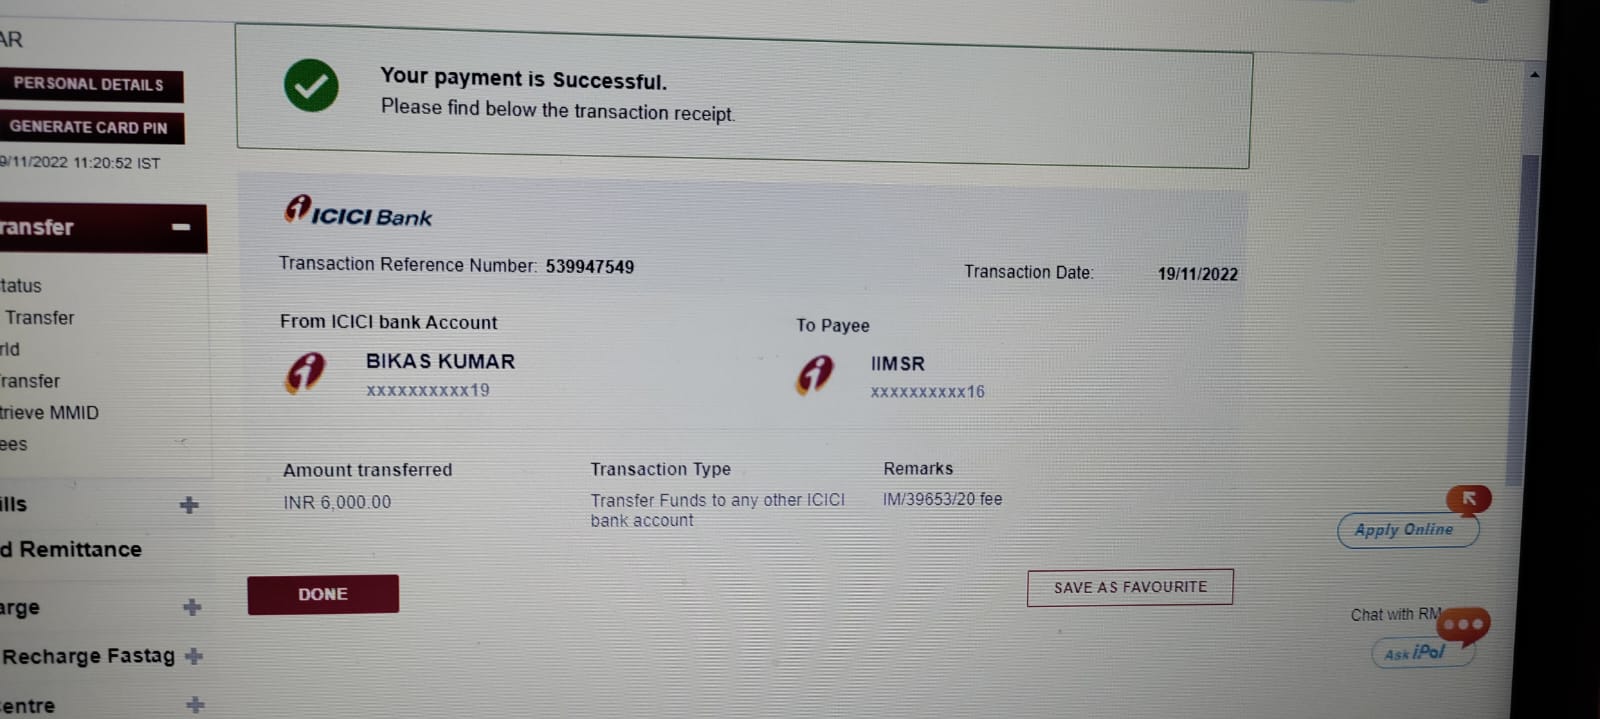 AR
PERSONAL DETAILS
GENERATE CARD PIN
9/11/2022 11:20:52 IST
ransfer
tatus
Transfer
rld
ransfer
trieve MMID
ees
ills
d Remittance
arge
Recharge Fastag
entre
Your payment is Successful.
Please find below the transaction receipt.
ICICI Bank
Transaction Reference Number: 539947549
Transaction Date: 19/11/2022
From ICICI bank Account
To Payee
BIKAS KUMAR
xxxxxxxxxx19
IIMSR
xxxxxxxxxx16
Amount transferred
INR 6,000.00
Transaction Type
Transfer Funds to any other ICICI
bank account
Remarks
IM/39653/20 fee
DONE
SAVE AS FAVOURITE
Apply Online
Chat with RM
Ask iPal